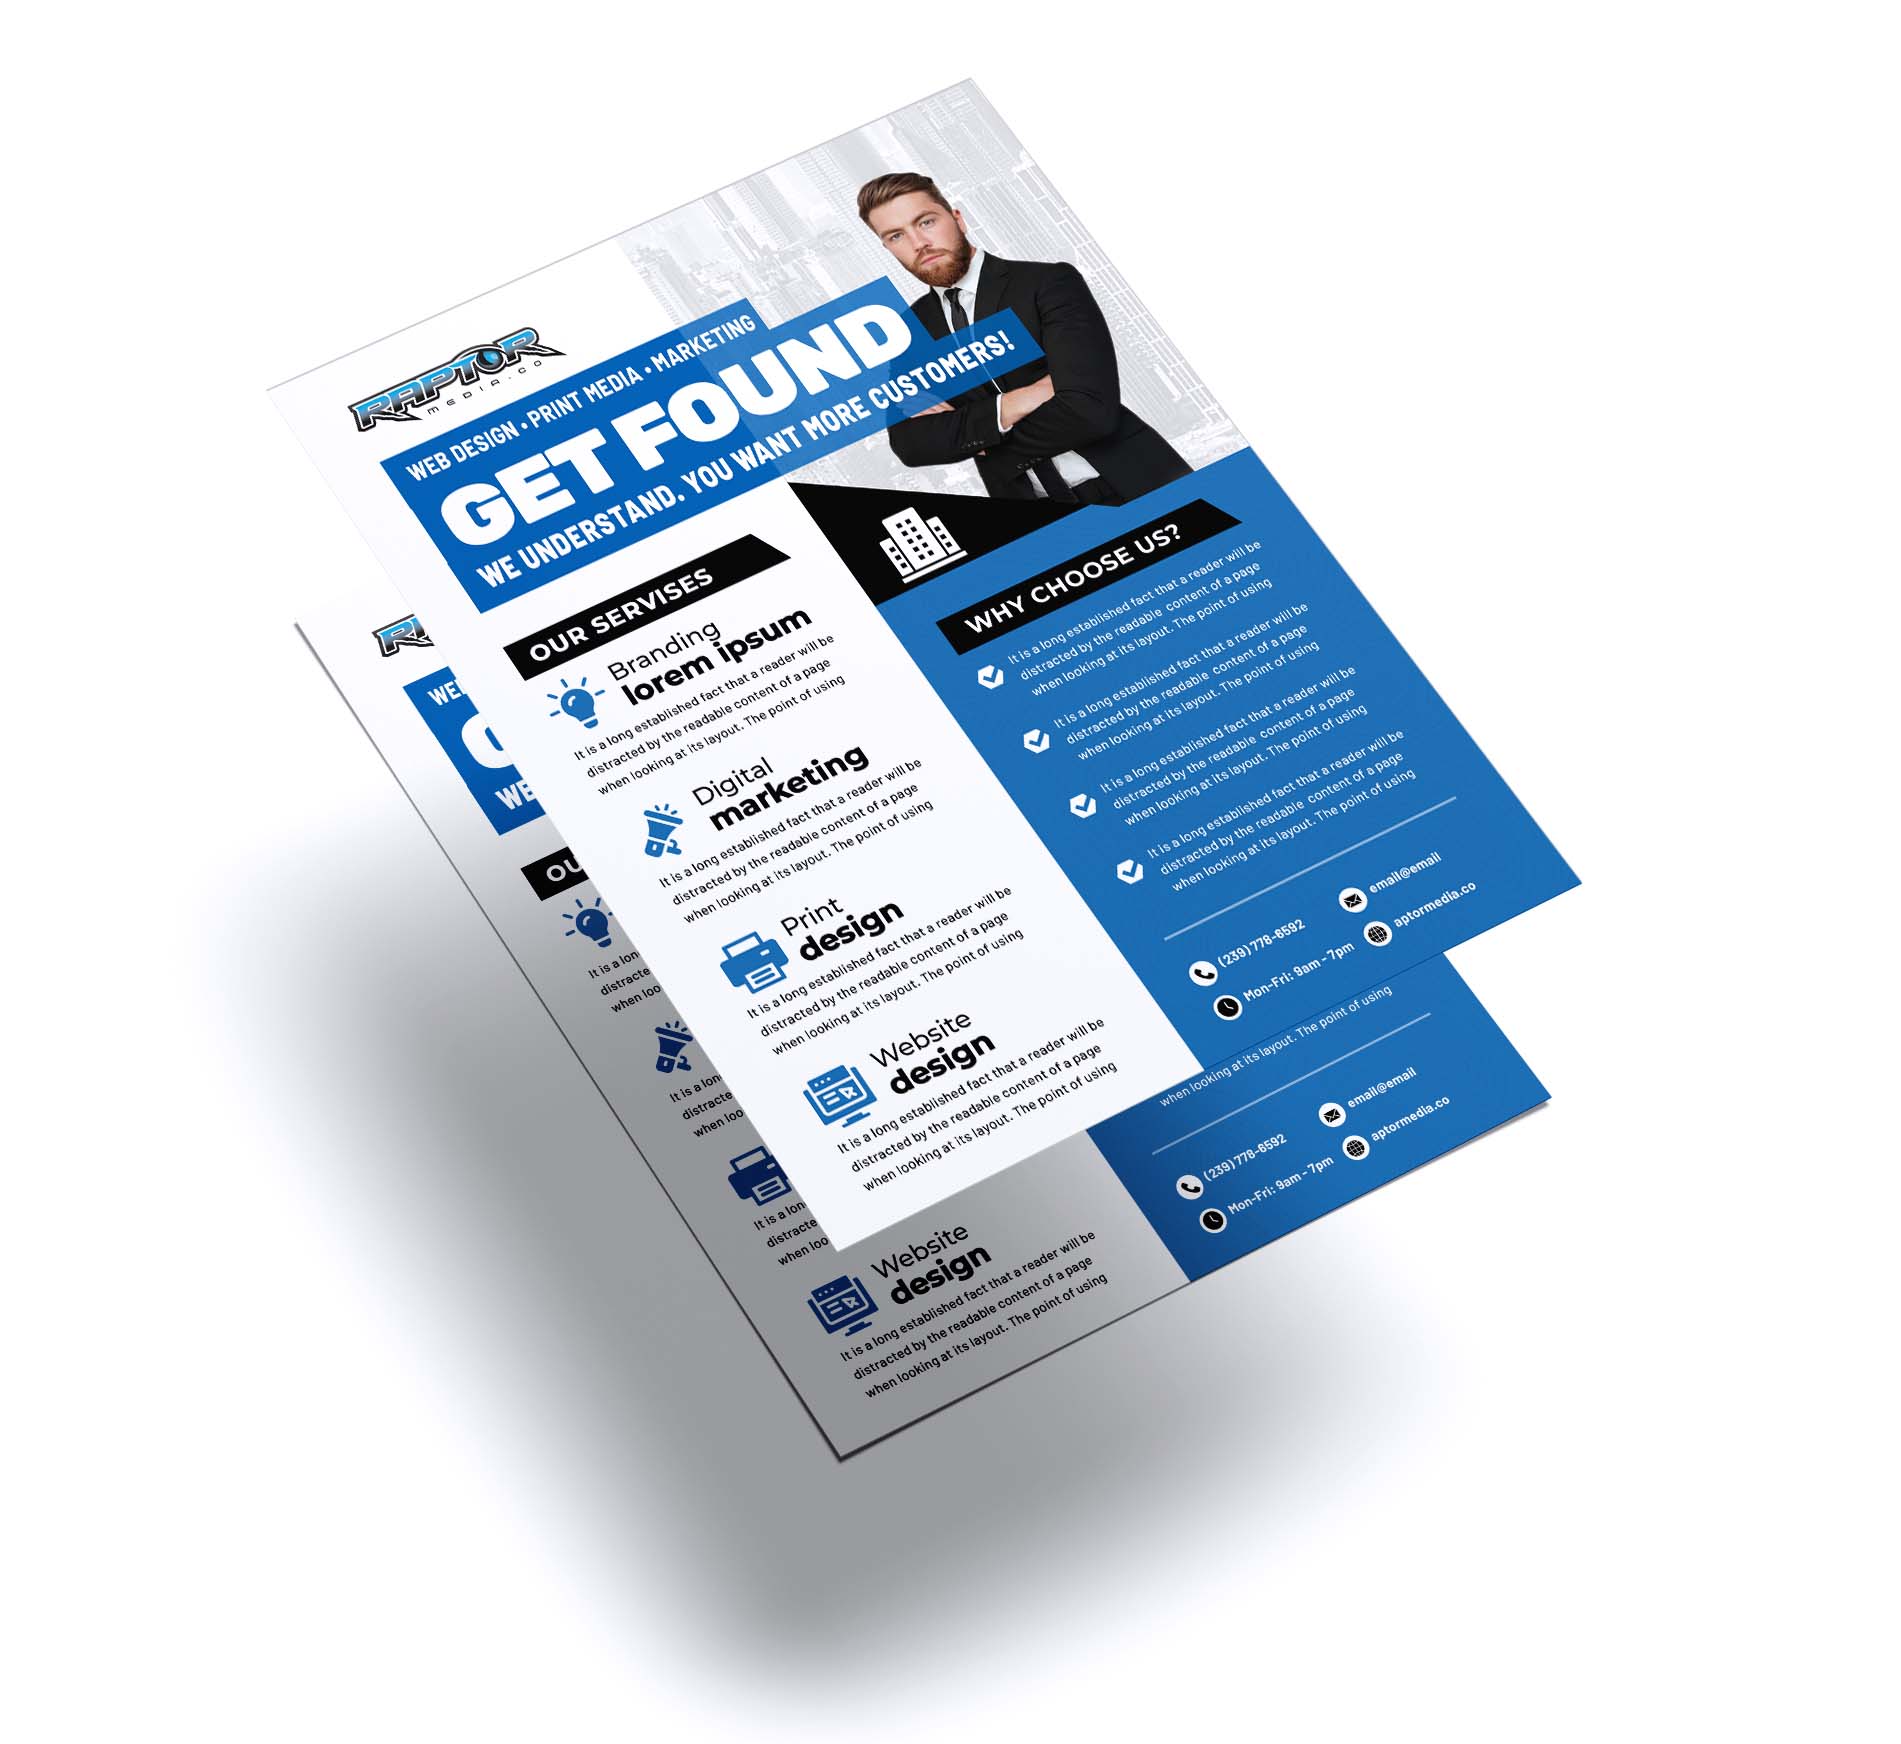 RAPTOR
MEDIA.CO
WEB DESIGN • PRINT MEDIA • MARKETING
GET FOUND
WE UNDERSTAND. YOU WANT MORE CUSTOMERS!
OUR SERVISES
Branding
lorem ipsum
It is a long established fact that a reader will be
distracted by the readable content of a page
when looking at its layout. The point of using
Digital
marketing
It is a long established fact that a reader will be
distracted by the readable content of a page
when looking at its layout. The point of using
Print
design
It is a long established fact that a reader will be
distracted by the readable content of a page
when looking at its layout. The point of using
Website
design
It is a long established fact that a reader will be
distracted by the readable content of a page
when looking at its layout. The point of using
WHY CHOOSE US?
It is a long established fact that a reader will be
distracted by the readable content of a page
when looking at its layout. The point of using
It is a long established fact that a reader will be
distracted by the readable content of a page
when looking at its layout. The point of using
It is a long established fact that a reader will be
distracted by the readable content of a page
when looking at its layout. The point of using
It is a long established fact that a reader will be
distracted by the readable content of a page
when looking at its layout. The point of using
(239) 778-6592
email@email
Mon-Fri: 9am - 7pm
aptormedia.co
WE
G
WE
OU
It is a lon
distracte
when loo
It is a lon
distracte
when loo
It is a lon
distracte
when loo
Website
design
It is a long established fact that a reader will be
distracted by the readable content of a page
when looking at its layout. The point of using
when looking at its layout. The point of using
(239) 778-6592
email@email
Mon-Fri: 9am - 7pm
aptormedia.co